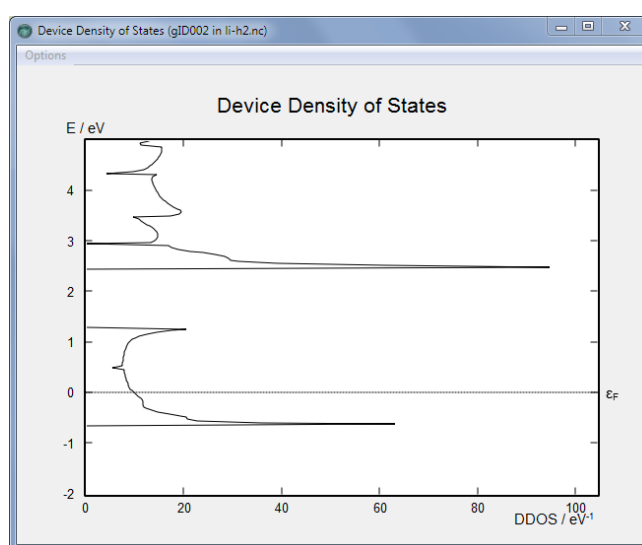 Device Density of States (gID002 in li-h2.nc)
Options
Device Density of States
E / eV
4
3
2
1
0
εF
-1
-2
0 20 40 60 80 100
DDOS / eV-1